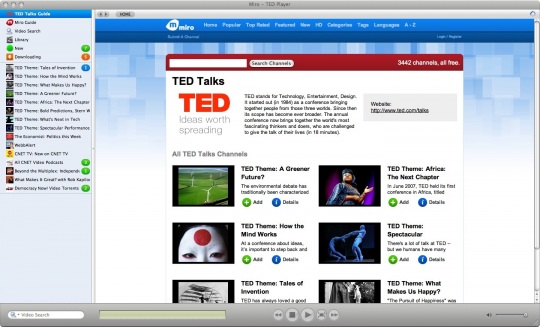 Miro – TED Player
TED Talks Guide
Miro Guide
Video Search
Library
New
Downloading
TED Theme: Tales of Invention
TED Theme: How the Mind Works
TED Theme: What Makes Us Happy?
TED Theme: A Greener Future?
TED Theme: Africa: The Next Chapter
TED Theme: Bold Predictions, Stern W
TED Theme: What's Next in Tech
TED Theme: Spectacular Performance
The Economist: Politics this Week
WebbAlert
CNET TV: New on CNET TV
All CNET Video Podcasts
Beyond the Multiplex: Independe
What Makes It Great? with Rob Kapilo
Democracy Now! Video Torrents
Video Search
HOME
miro
Home Popular Top Rated Featured New HD Categories Tags Languages A - Z
Submit A Channel
Login / Register
Search Channels
3442 channels, all free.
TED Talks
TED
Ideas worth
spreading
TED stands for Technology, Entertainment, Design.
It started out (in 1984) as a conference bringing
together people from those three worlds. Since then
its scope has become ever broader. The annual
conference now brings together the world's most
fascinating thinkers and doers, who are challenged
to give the talk of their lives (in 18 minutes).
Website:
http://www.ted.com/talks
All TED Talks Channels
TED Theme: A Greener
Future?
The environmental debate has
traditionally been characterised
Add Details
TED Theme: Africa:
The Next Chapter
In June 2007, TED held its first
conference in Africa, titled
Add Details
TED Theme: How the
Mind Works
At a conference about ideas,
it's important to step back and
Add Details
TED Theme:
Spectacular
There's a lot of talk at TED –
but we humans have many
Add Details
TED Theme: Tales of
Invention
TED has always loved a good
TED Theme: What
Makes Us Happy?
"The Pursuit of Happiness" was